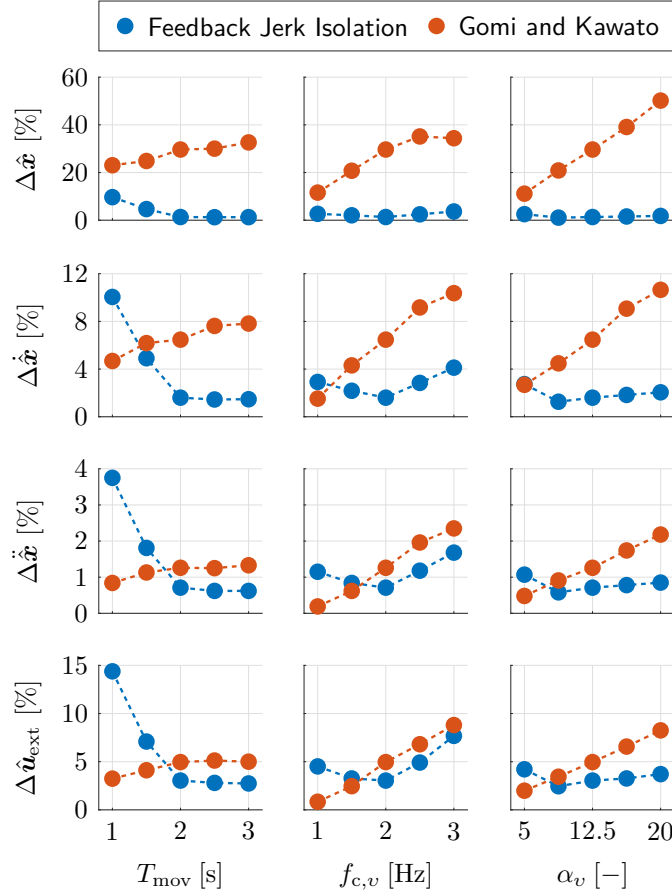 Feedback Jerk Isolation Gomi and Kawato
60
40
20
0
Δx̂ [%]
12
8
4
0
Δẋ̂ [%]
4
3
2
1
0
Δẍ̂ [%]
15
10
5
0
Δû_ext [%]
1 2 3 1 2 3 5 12.5 20
T_mov [s] f_c,υ [Hz] α_υ [−]